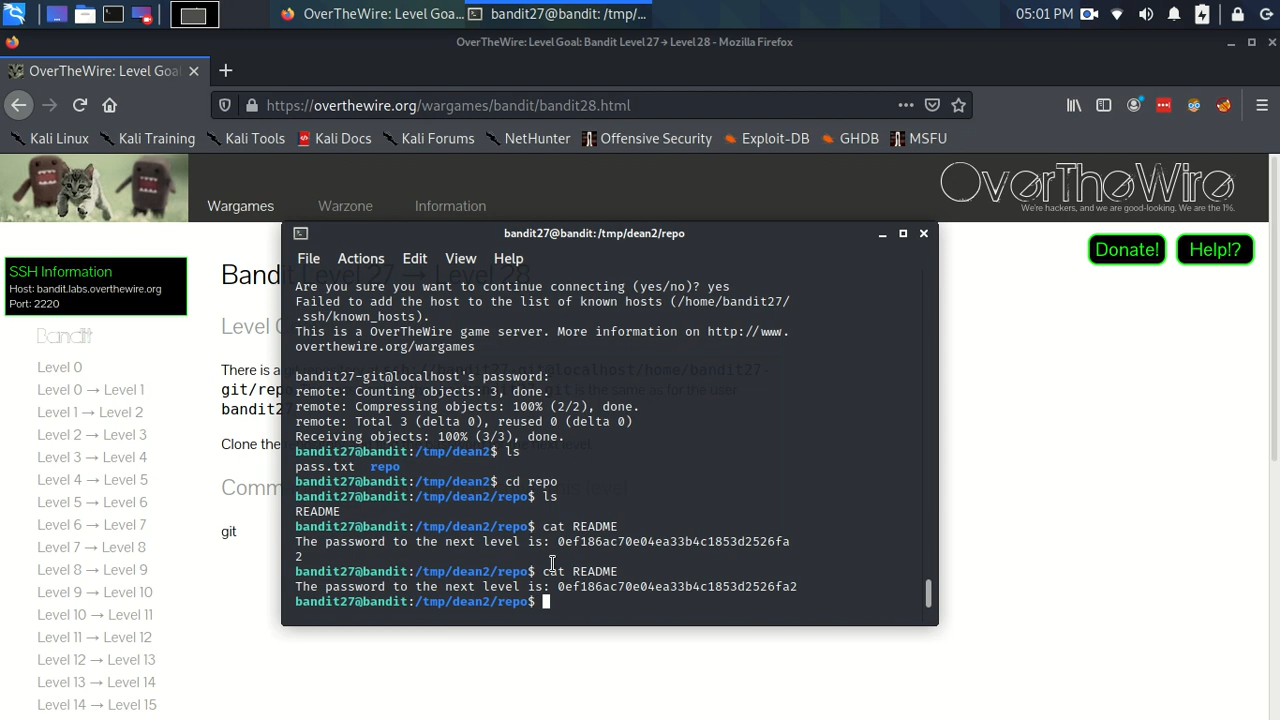 OverTheWire: Level Goa...
bandit27@bandit: /tmp/...
05:01 PM
OverTheWire: Level Goal: Bandit Level 27 → Level 28 - Mozilla Firefox
OverTheWire: Level Goal
https://overthewire.org/wargames/bandit/bandit28.html
Kali Linux
Kali Training
Kali Tools
Kali Docs
Kali Forums
NetHunter
Offensive Security
Exploit-DB
GHDB
MSFU
OverTheWire
We're hackers, and we are good-looking. We are the 1%.
Wargames
Warzone
Information
Donate!
Help!?
SSH Information
Host: bandit.labs.overthewire.org
Port: 2220
Bandit
Level 0
Level 0 → Level 1
Level 1 → Level 2
Level 2 → Level 3
Level 3 → Level 4
Level 4 → Level 5
Level 5 → Level 6
Level 6 → Level 7
Level 7 → Level 8
Level 8 → Level 9
Level 9 → Level 10
Level 10 → Level 11
Level 11 → Level 12
Level 12 → Level 13
Level 13 → Level 14
Level 14 → Level 15
Bandit Level 27 → Level 28
Level
There is a
git/rep
bandit27
Clone the
Comm
git
bandit27@bandit:/tmp/dean2/repo
File Actions Edit View Help
Are you sure you want to continue connecting (yes/no)? yes
Failed to add the host to the list of known hosts (/home/bandit27/
.ssh/known_hosts).
This is a OverTheWire game server. More information on http://www.
overthewire.org/wargames
bandit27-git@localhost's password:
remote: Counting objects: 3, done.
remote: Compressing objects: 100% (2/2), done.
remote: Total 3 (delta 0), reused 0 (delta 0)
Receiving objects: 100% (3/3), done.
bandit27@bandit:/tmp/dean2$ ls
pass.txt repo
bandit27@bandit:/tmp/dean2$ cd repo
bandit27@bandit:/tmp/dean2/repo$ ls
README
bandit27@bandit:/tmp/dean2/repo$ cat README
The password to the next level is: 0ef186ac70e04ea33b4c1853d2526fa
2
bandit27@bandit:/tmp/dean2/repo$ cat README
The password to the next level is: 0ef186ac70e04ea33b4c1853d2526fa2
bandit27@bandit:/tmp/dean2/repo$